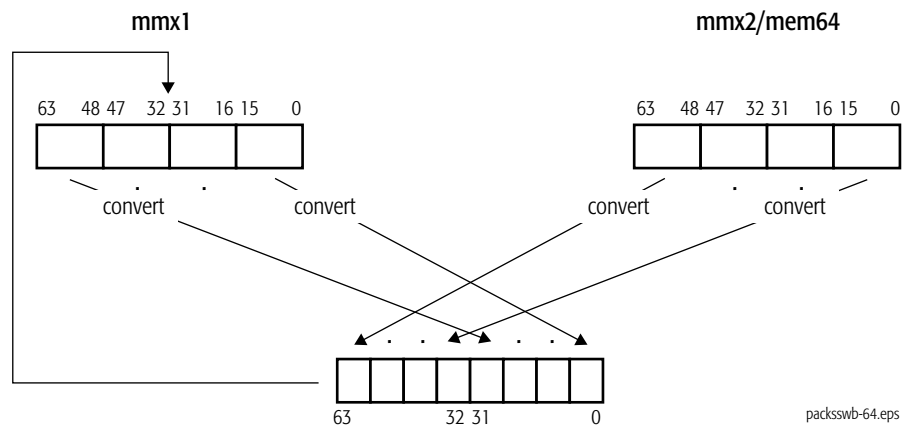 mmx1
mmx2/mem64
63 48 47 32 31 16 15 0
63 48 47 32 31 16 15 0
. .
. .
convert convert
convert convert
. .
. .
63 32 31 0
packsswb-64.eps